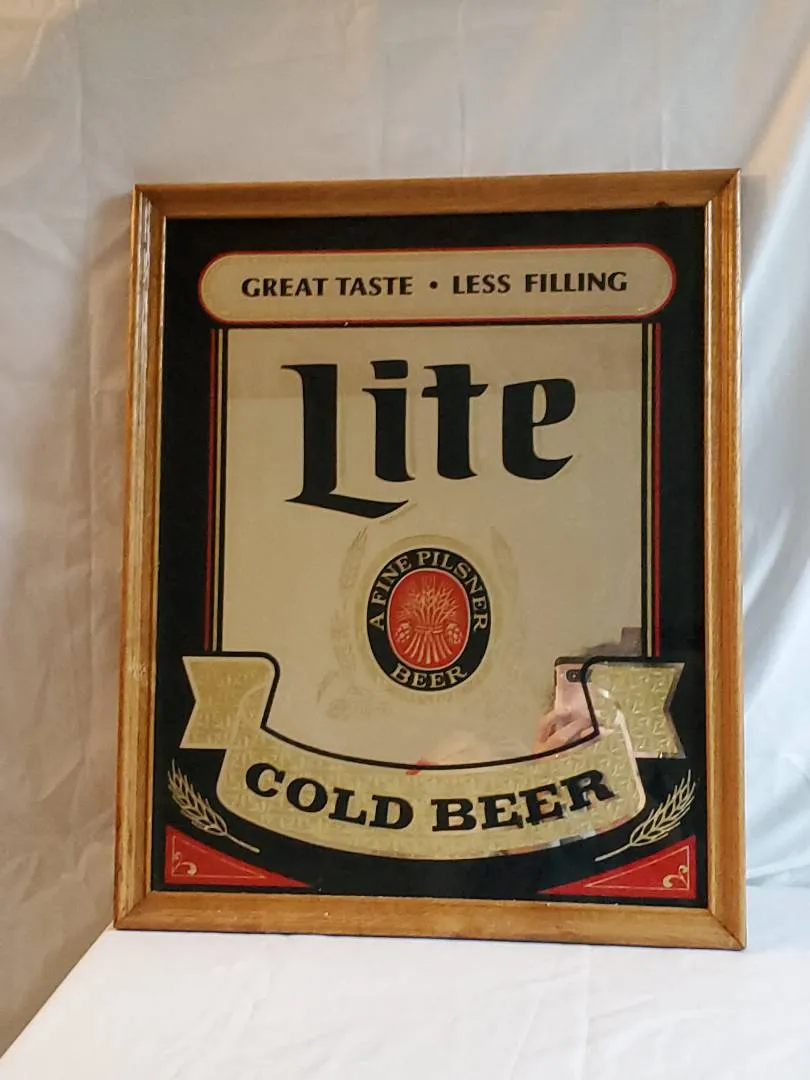 GREAT TASTE • LESS FILLING
Lite
A FINE PILSNER
BEER
COLD BEER